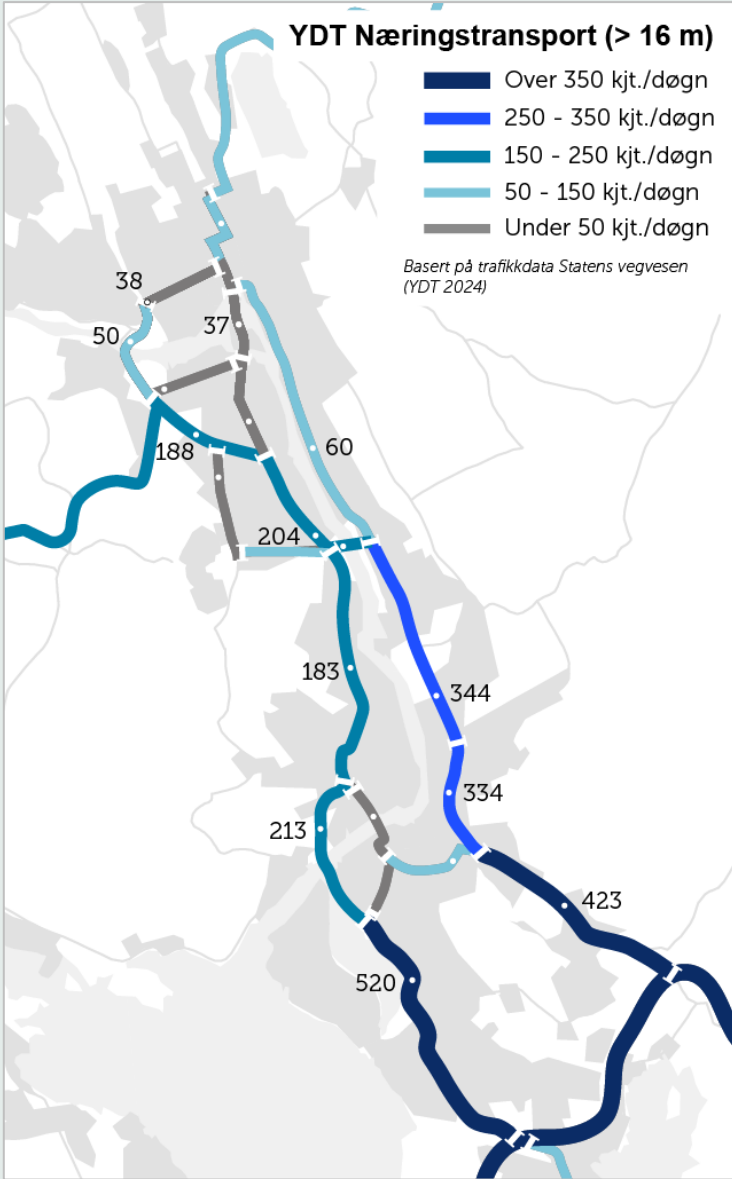 YDT Næringstransport (> 16 m)
Over 350 kjt./døgn
250 - 350 kjt./døgn
150 - 250 kjt./døgn
50 - 150 kjt./døgn
Under 50 kjt./døgn
Basert på trafikkdata Statens vegvesen
(YDT 2024)
38
37
50
60
188
204
183
344
334
213
423
520